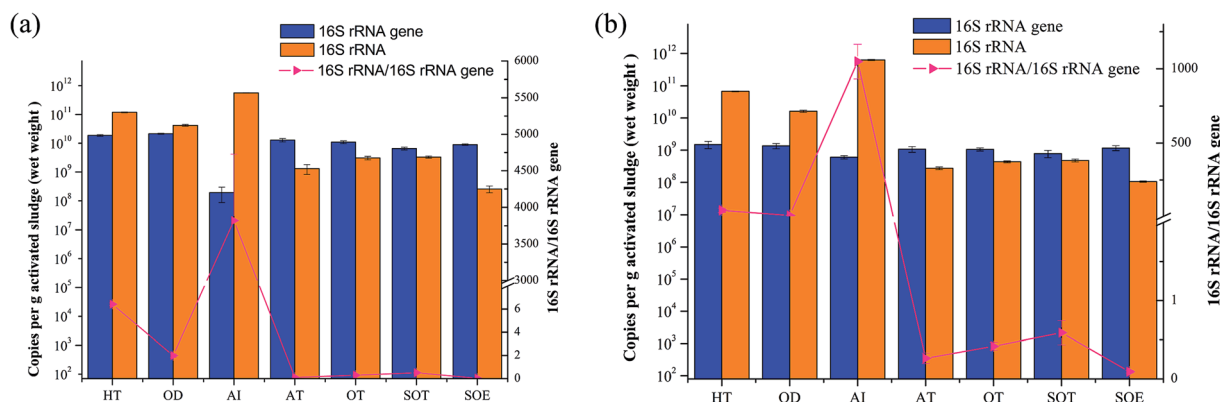 (a)
16S rRNA gene
16S rRNA
16S rRNA/16S rRNA gene
Copies per g activated sludge (wet weight)
10^12
10^11
10^10
10^9
10^8
10^7
10^6
10^5
10^4
10^3
10^2
6000
5500
5000
4500
4000
3500
3000
6
4
2
0
16S rRNA/16S rRNA gene
HT OD AI AT OT SOT SOE
(b)
16S RNA gene
16S rRNA
16S rRNA/16S rRNA gene
Copies per g activated sludge (wet weight)
10^12
10^11
10^10
10^9
10^8
10^7
10^6
10^5
10^4
10^3
10^2
1000
500
1
0
16S rRNA/16S rRNA gene
HT OD AI AT OT SOT SOE